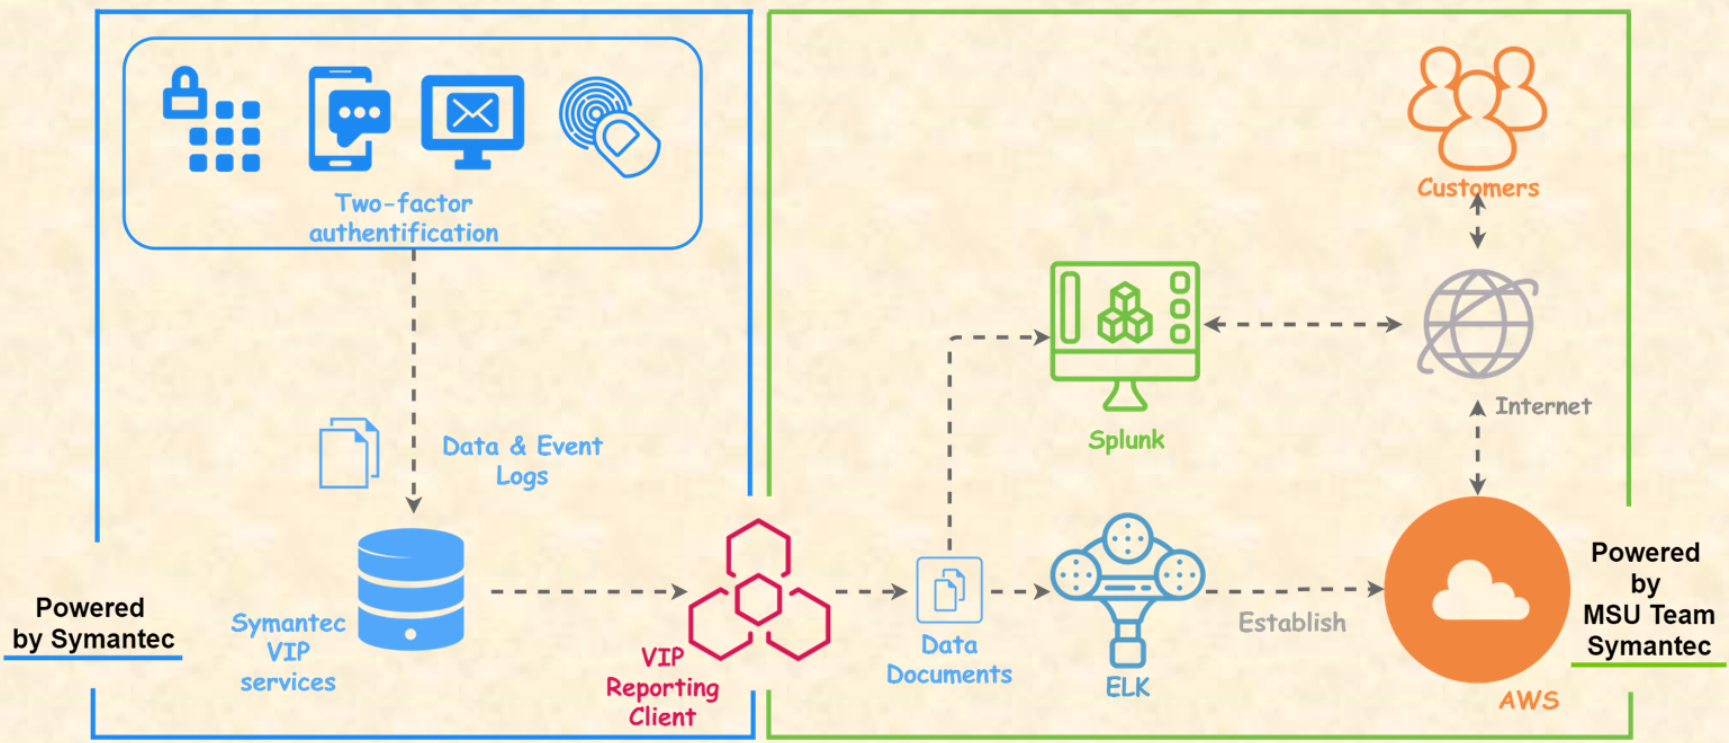 Two-factor
authentification
Data & Event
Logs
Powered
by Symantec
Symantec
VIP
services
VIP
Reporting
Client
Data
Documents
Splunk
ELK
Establish
Customers
Internet
AWS
Powered
by
MSU Team
Symantec